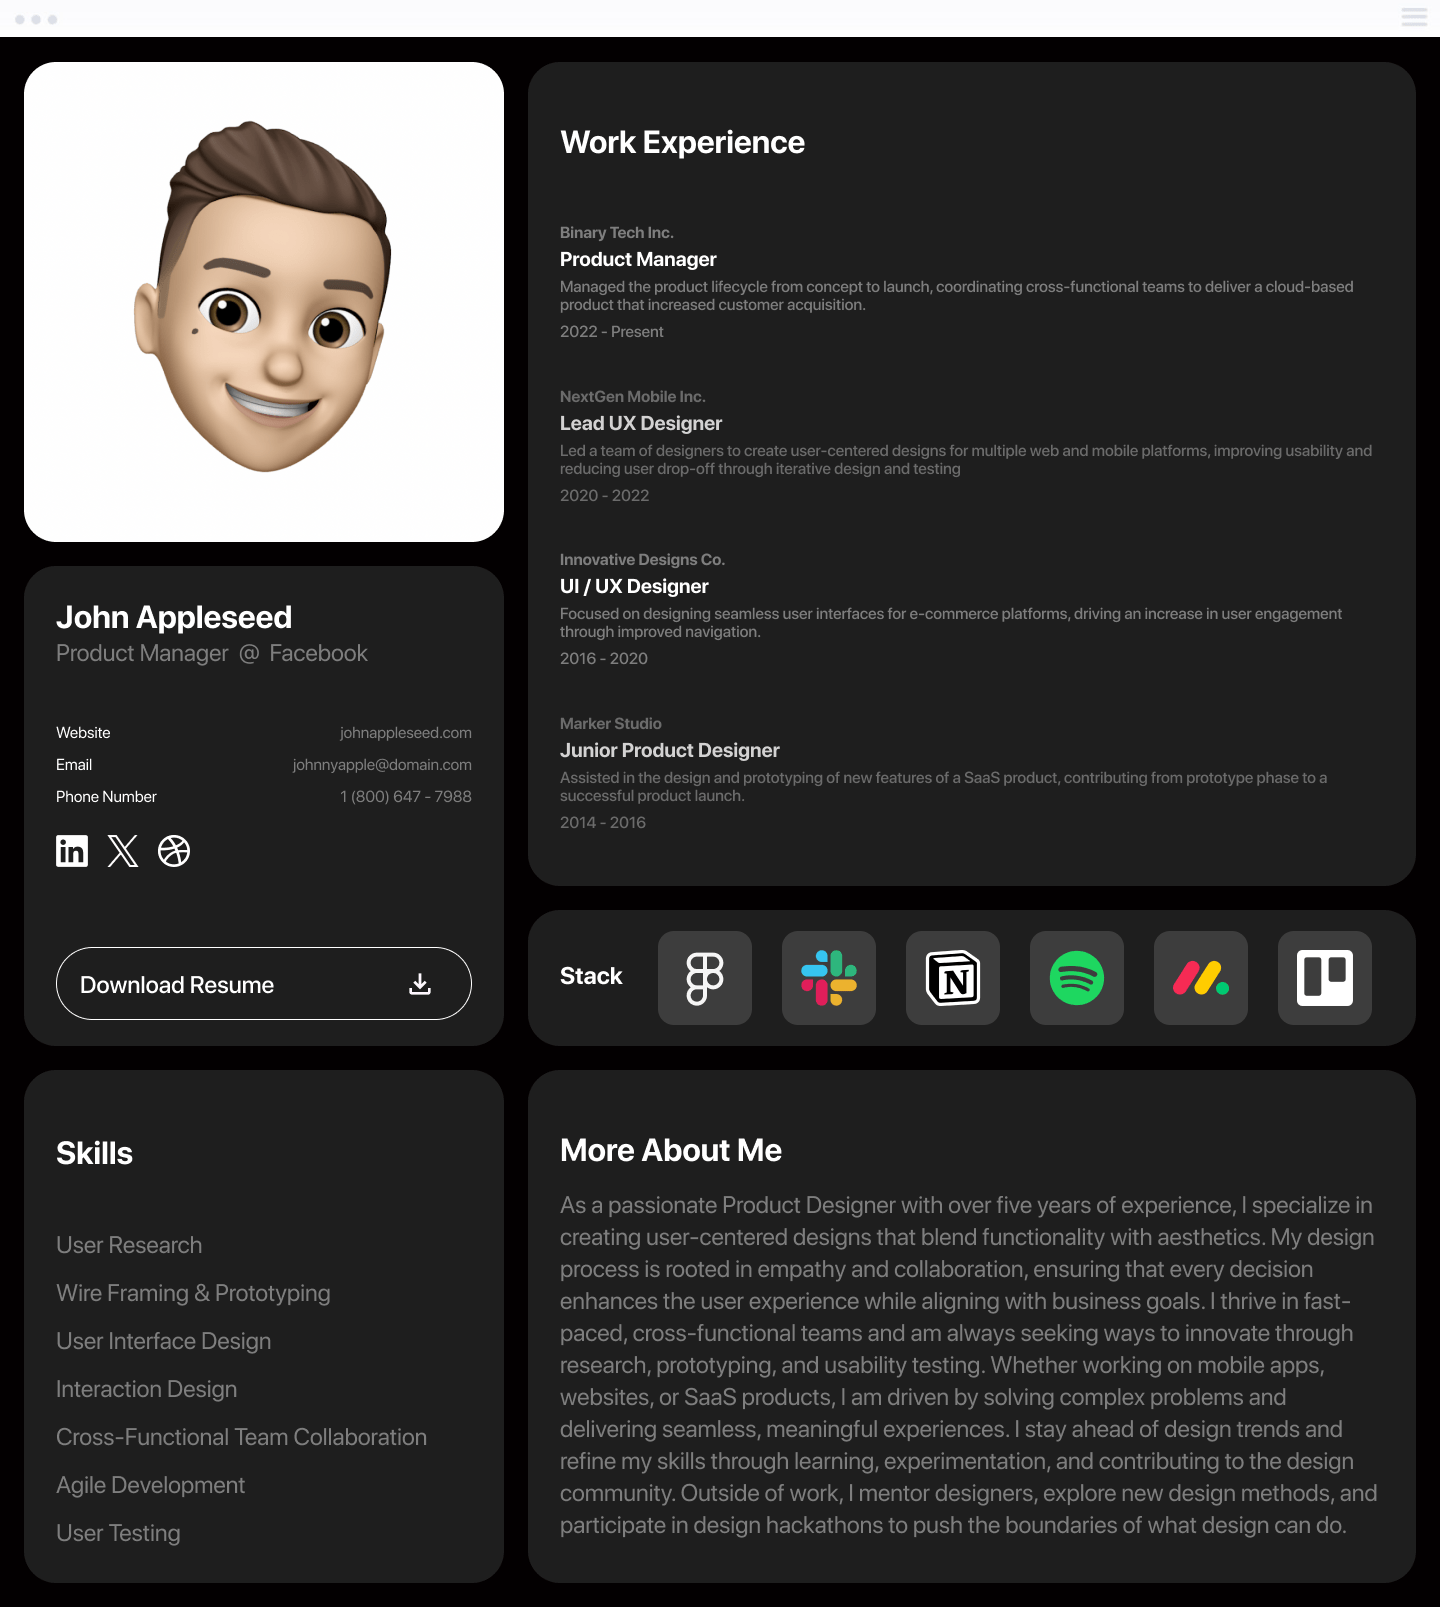 John Appleseed
Product Manager @ Facebook
Website johnappleseed.com
Email johnnyapple@domain.com
Phone Number 1 (800) 647 - 7988
in
Download Resume
Skills
User Research
Wire Framing & Prototyping
User Interface Design
Interaction Design
Cross-Functional Team Collaboration
Agile Development
User Testing
Work Experience
Binary Tech Inc.
Product Manager
Managed the product lifecycle from concept to launch, coordinating cross-functional teams to deliver a cloud-based
product that increased customer acquisition.
2022 - Present
NextGen Mobile Inc.
Lead UX Designer
Led a team of designers to create user-centered designs for multiple web and mobile platforms, improving usability and
reducing user drop-off through iterative design and testing
2020 - 2022
Innovative Designs Co.
UI / UX Designer
Focused on designing seamless user interfaces for e-commerce platforms, driving an increase in user engagement
through improved navigation.
2016 - 2020
Marker Studio
Junior Product Designer
Assisted in the design and prototyping of new features of a SaaS product, contributing from prototype phase to a
successful product launch.
2014 - 2016
Stack
N
More About Me
As a passionate Product Designer with over five years of experience, I specialize in
creating user-centered designs that blend functionality with aesthetics. My design
process is rooted in empathy and collaboration, ensuring that every decision
enhances the user experience while aligning with business goals. I thrive in fast-
paced, cross-functional teams and am always seeking ways to innovate through
research, prototyping, and usability testing. Whether working on mobile apps,
websites, or SaaS products, I am driven by solving complex problems and
delivering seamless, meaningful experiences. I stay ahead of design trends and
refine my skills through learning, experimentation, and contributing to the design
community. Outside of work, I mentor designers, explore new design methods, and
participate in design hackathons to push the boundaries of what design can do.